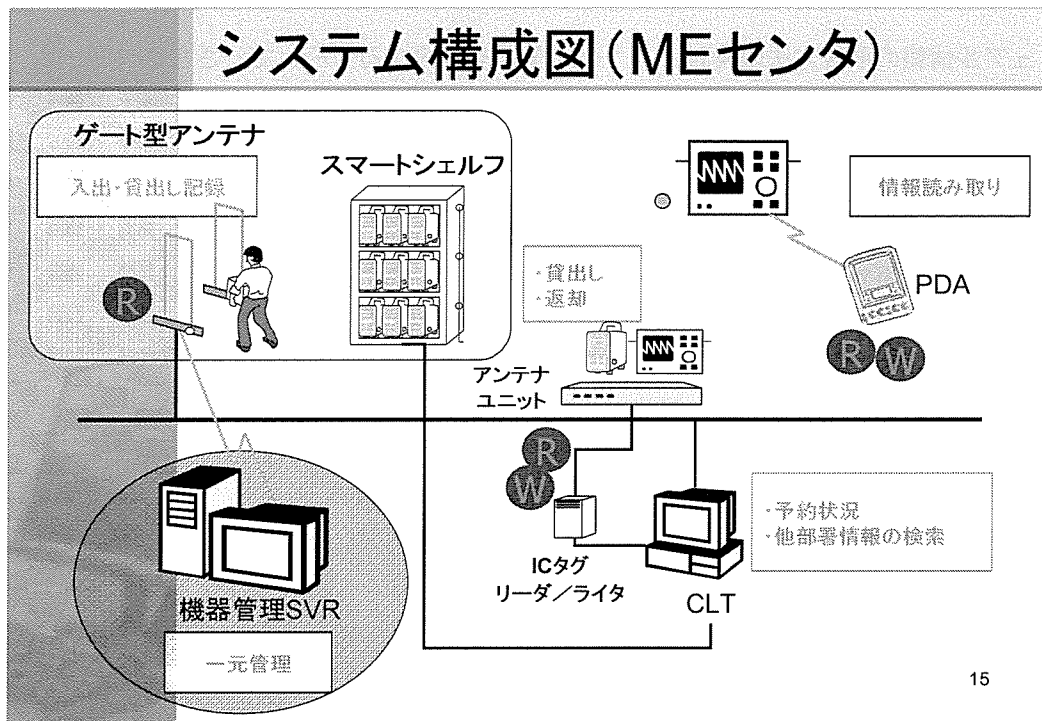 システム構成図(MEセンタ)
ゲート型アンテナ
入出・貸出し記録
スマートシェルフ
情報読み取り
・貸出し
・返却
PDA
R
R W
アンテナ
ユニット
R
W
・予約状況
・他部署情報の検索
ICタグ
リーダ／ライタ
CLT
機器管理SVR
一元管理
15